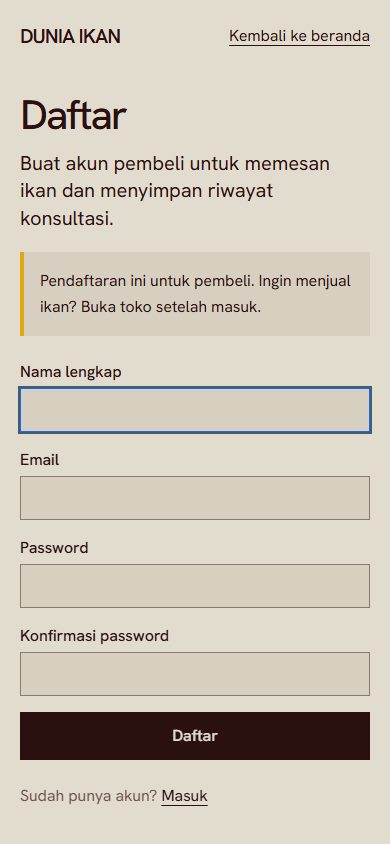 DUNIA IKAN
Kembali ke beranda
Daftar
Buat akun pembeli untuk memesan
ikan dan menyimpan riwayat
konsultasi.
Pendaftaran ini untuk pembeli. Ingin menjual
ikan? Buka toko setelah masuk.
Nama lengkap
Email
Password
Konfirmasi password
Daftar
Sudah punya akun? Masuk